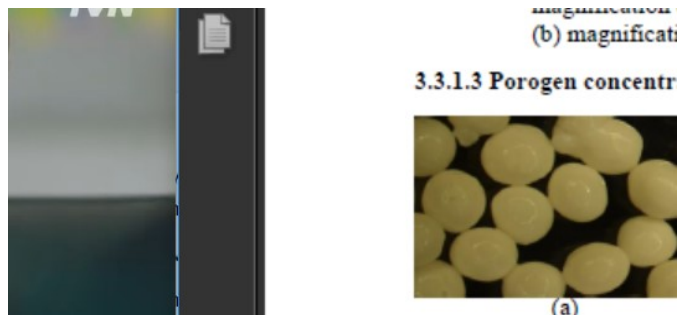 (b) magnificati
3.3.1.3 Porogen concentr
(a)